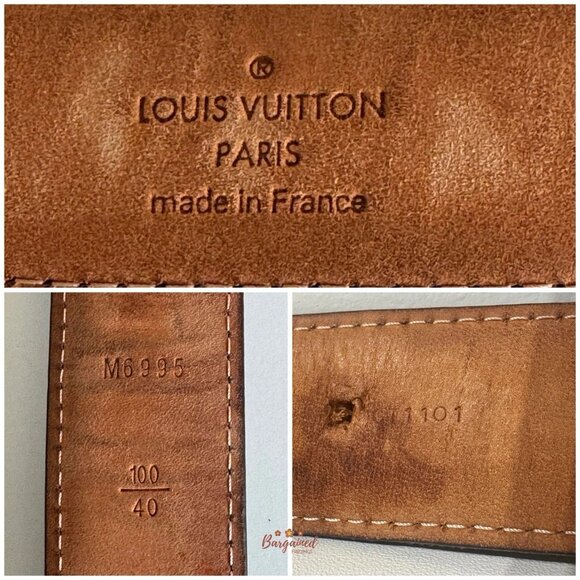 ®
LOUIS VUITTON
PARIS
made in France
M6995
100
40
1101
Bargained